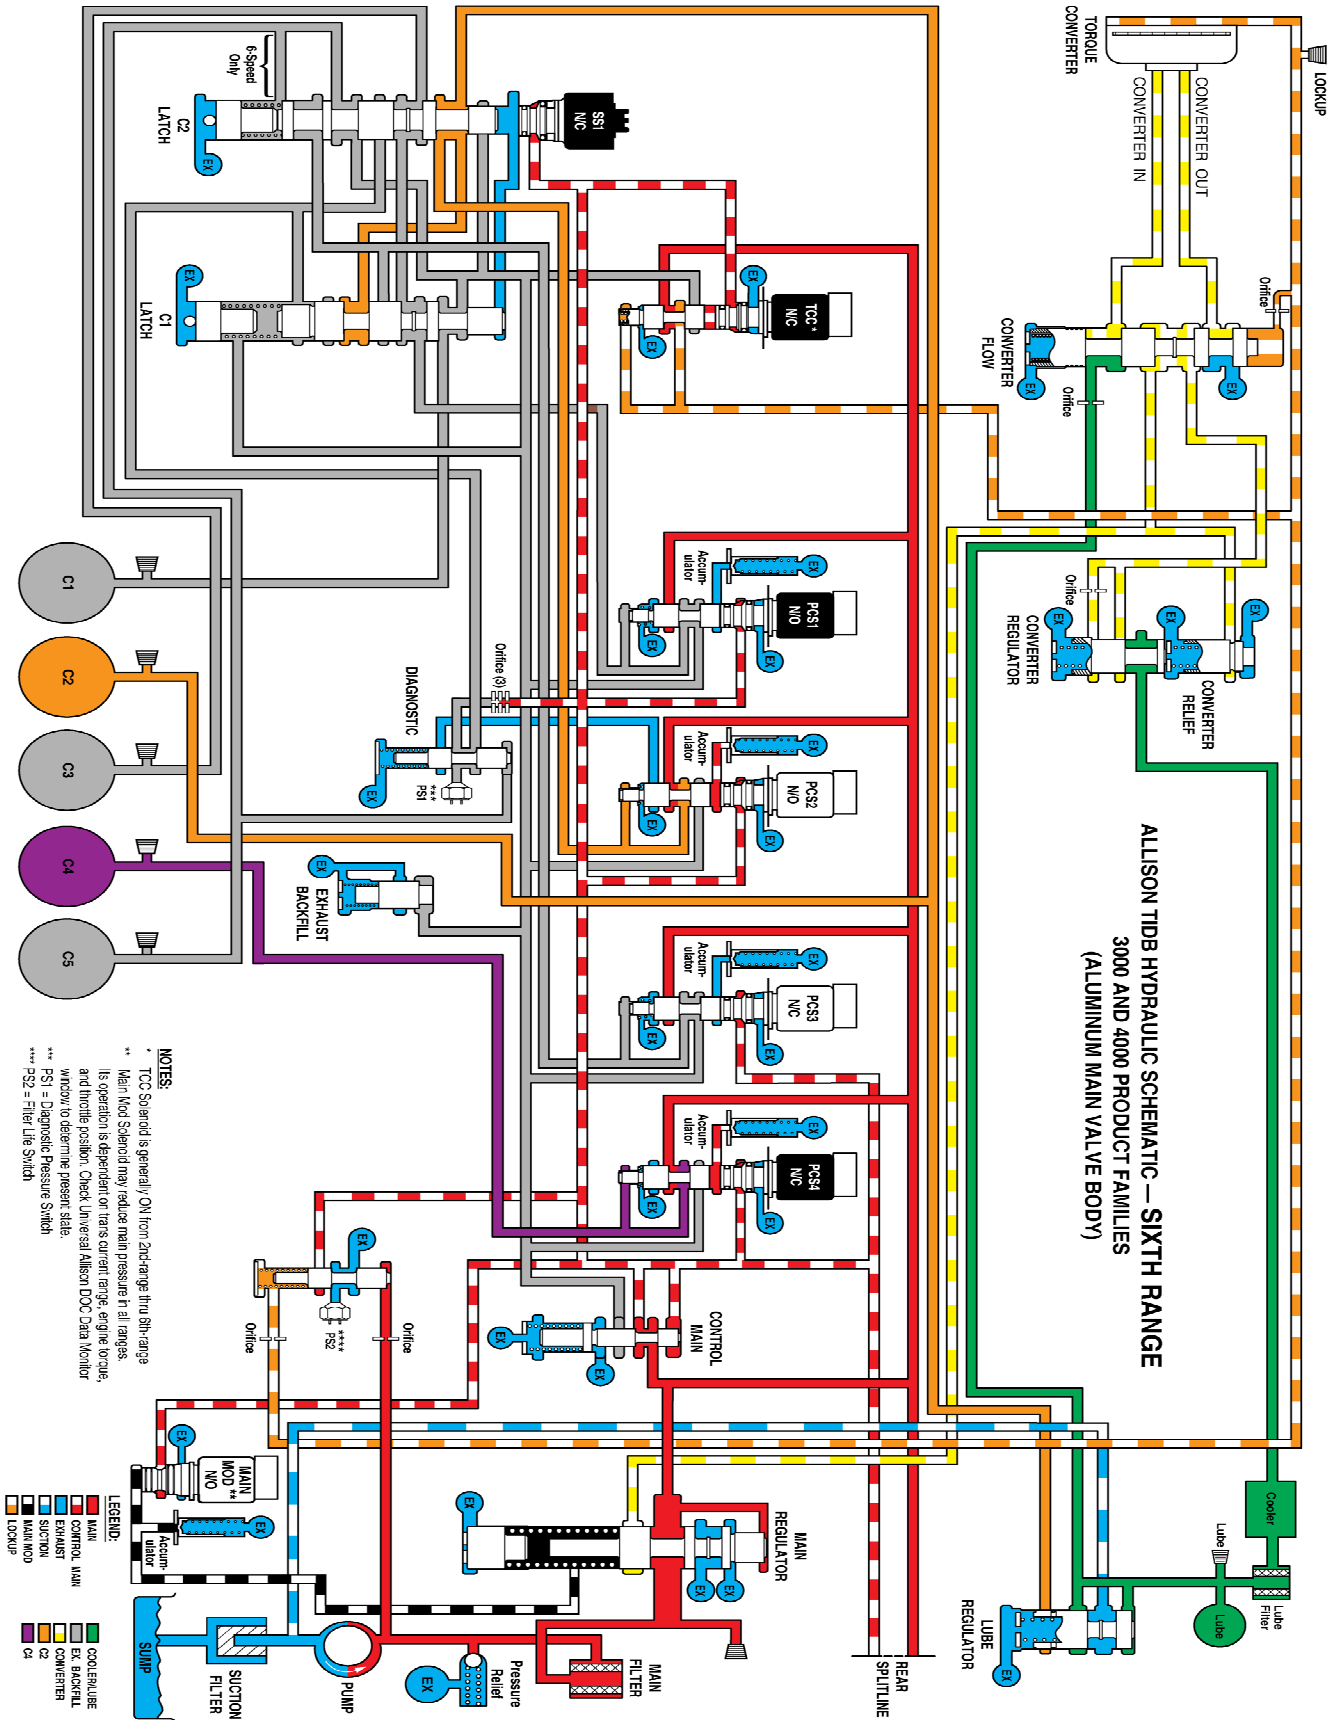 ALLISON TIDB HYDRAULIC SCHEMATIC — SIXTH RANGE
3000 AND 4000 PRODUCT FAMILIES
(ALUMINUM MAIN VALVE BODY)
LOCKUP
TORQUE
CONVERTER
CONVERTER OUT
CONVERTER IN
Orifice
CONVERTER
FLOW
EX
EX
Orifice
Orifice
CONVERTER
REGULATOR
EX
EX
EX
CONVERTER
RELIEF
Cooler
Lube
Filter
Lube
Lube
LUBE
REGULATOR
EX
6-Speed
Only
C2
LATCH
EX
SS1
N/C
C1
LATCH
EX
TCC *
N/C
EX
EX
PCS1
N/O
Accum-
ulator
EX
EX
EX
PCS2
N/O
Accum-
ulator
EX
EX
EX
PCS3
N/C
Accum-
ulator
EX
EX
EX
PCS4
N/C
Accum-
ulator
EX
EX
EX
Orifice (3)
DIAGNOSTIC
***
PS1
EX
EXHAUST
BACKFILL
EX
C1
C2
C3
C4
C5
CONTROL
MAIN
EX
EX
EX
****
PS2
Orifice
Orifice
MAIN
REGULATOR
EX
EX
EX
MAIN
MOD **
N/O
EX
Accum-
ulator
EX
REAR
SPLITLINE
MAIN
FILTER
Pressure
Relief
EX
PUMP
SUCTION
FILTER
SUMP
NOTES:
* TCC Solenoid is generally ON from 2nd-range thru 6th-range
** Main Mod Solenoid may reduce main pressure in all ranges.
Its operation is dependent on trans current range, engine torque,
and throttle position. Check Universal Allison DOC Data Monitor
window to determine present state.
*** PS1 = Diagnostic Pressure Switch
**** PS2 = Filter Life Switch
LEGEND:
MAIN
CONTROL MAIN
EXHAUST
SUCTION
MAIN MOD
LOCKUP
COOLER/LUBE
EX. BACKFILL
CONVERTER
C2
C4